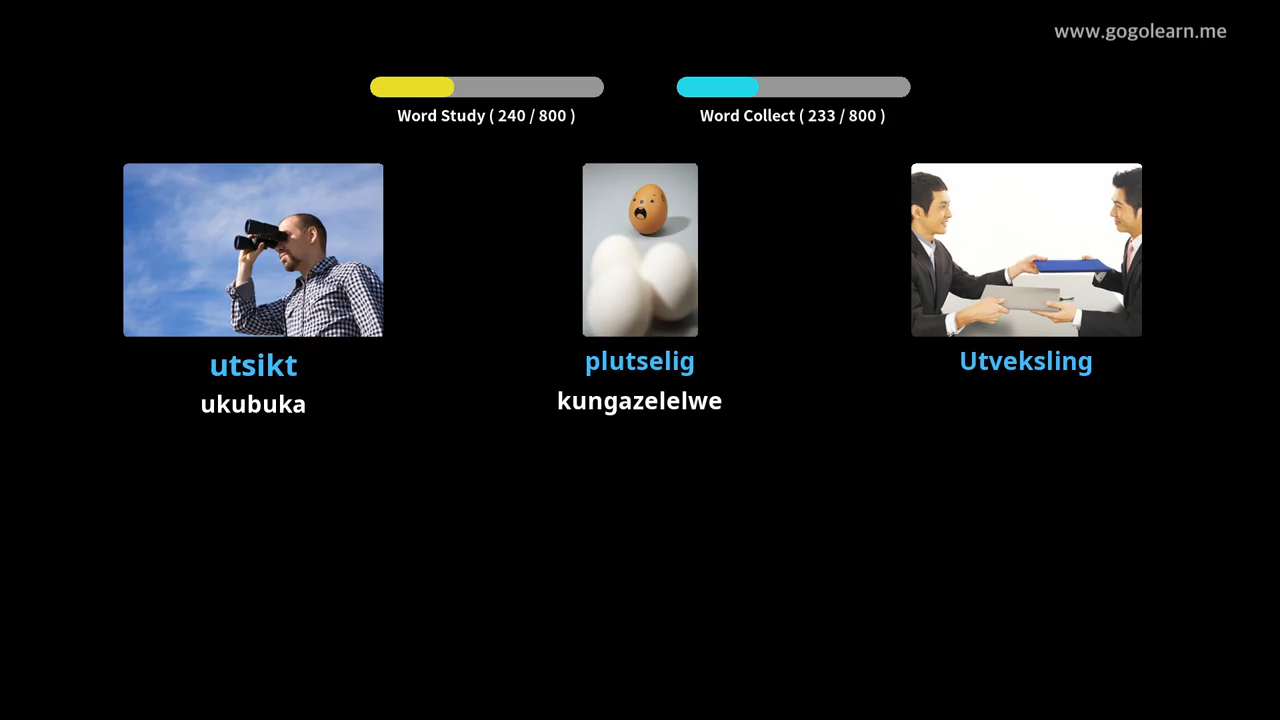 www.gogolearn.me
Word Study ( 240 / 800 )
Word Collect ( 233 / 800 )
utsikt
ukubuka
plutselig
kungazelelwe
Utveksling